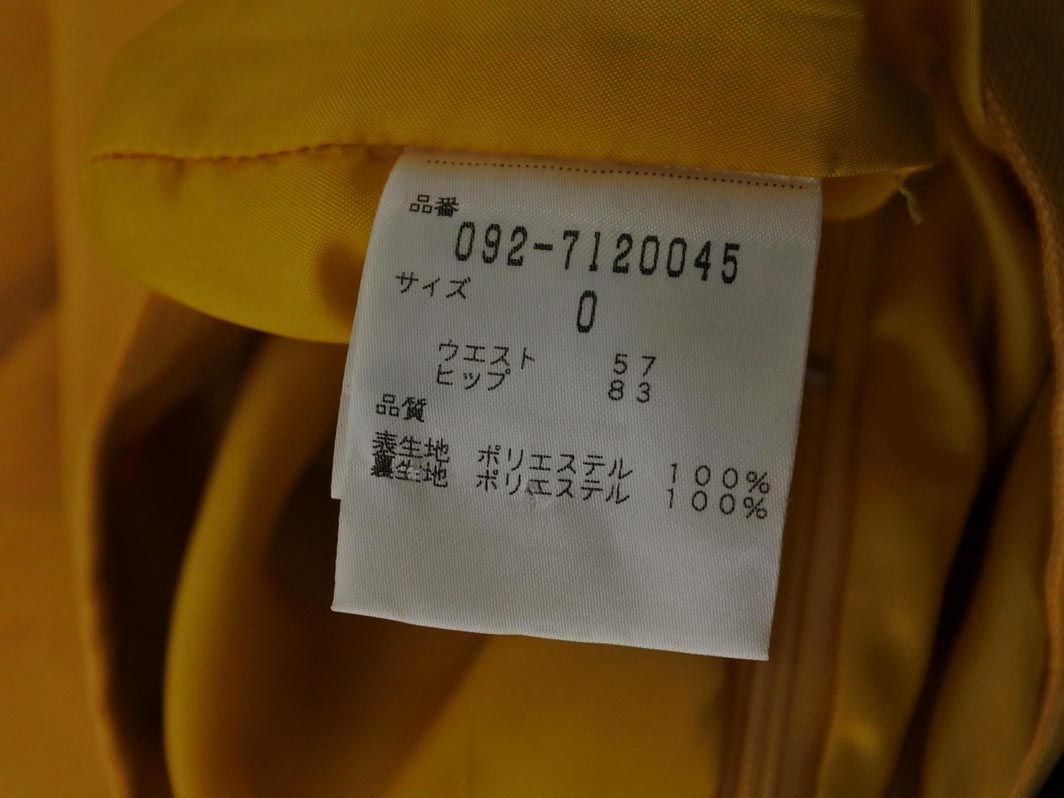 品番
092-7120045
サイズ
0
ウエスト 57
ヒップ 83
品質
表生地 ポリエステル 100%
裏生地 ポリエステル 100%